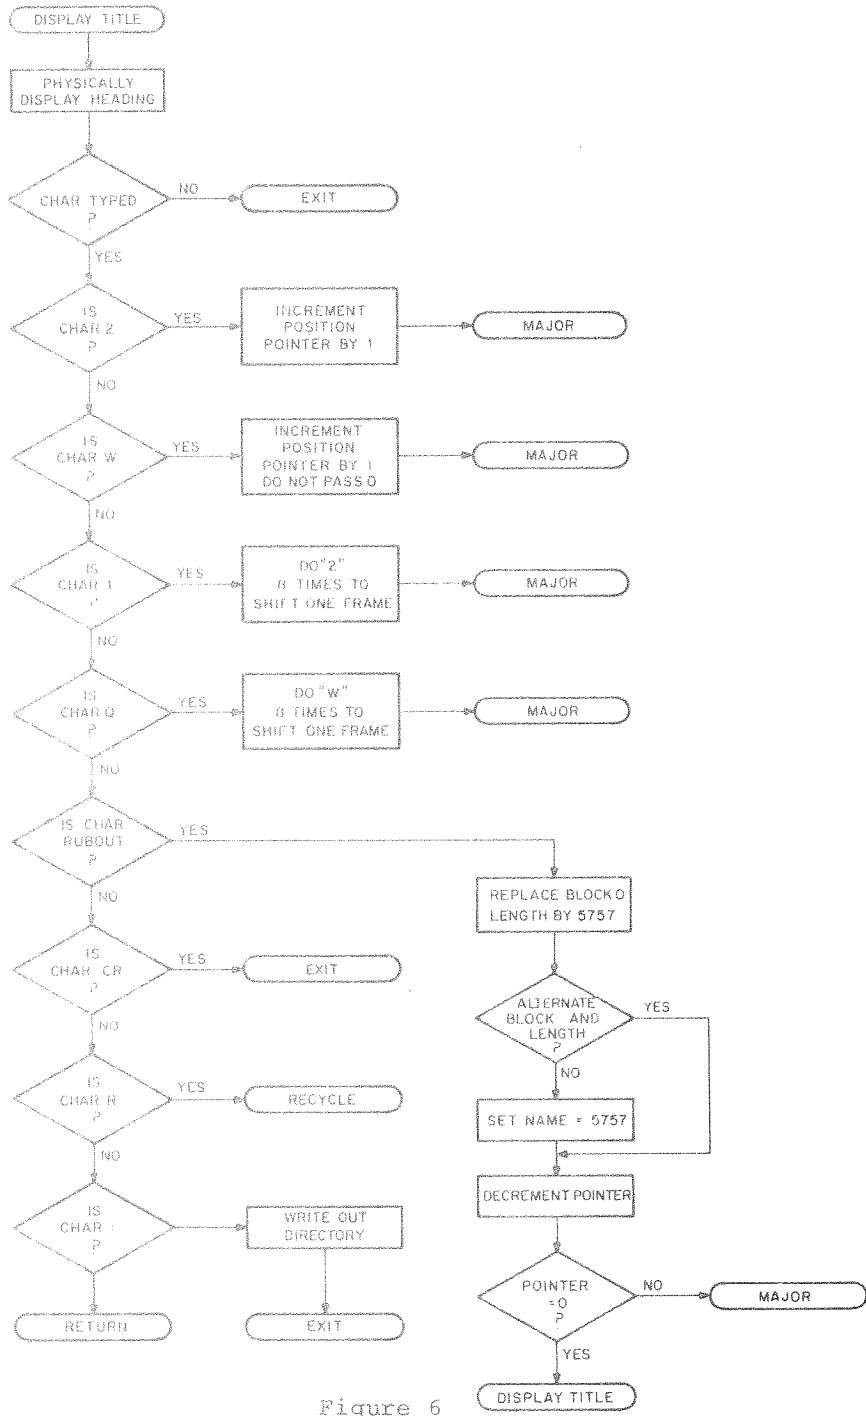 DISPLAY TITLE
PHYSICALLY
DISPLAY HEADING
CHAR TYPED
?
NO
EXIT
YES
IS
CHAR 2
?
YES
INCREMENT
POSITION
POINTER BY 1
MAJOR
NO
IS
CHAR W
?
YES
INCREMENT
POSITION
POINTER BY 1
DO NOT PASS 0
MAJOR
NO
IS
CHAR 1
?
YES
DO "2"
8 TIMES TO
SHIFT ONE FRAME
MAJOR
NO
IS
CHAR Q
?
YES
DO "W"
8 TIMES TO
SHIFT ONE FRAME
MAJOR
NO
IS CHAR
RUBOUT
?
YES
NO
REPLACE BLOCK 0
LENGTH BY 5757
IS
CHAR CR
?
YES
EXIT
ALTERNATE
BLOCK AND
LENGTH
?
YES
NO
NO
IS
CHAR R
?
YES
RECYCLE
SET NAME = 5757
NO
DECREMENT POINTER
IS
CHAR :
?
WRITE OUT
DIRECTORY
POINTER
=0
?
NO
MAJOR
RETURN
EXIT
YES
DISPLAY TITLE
Figure 6